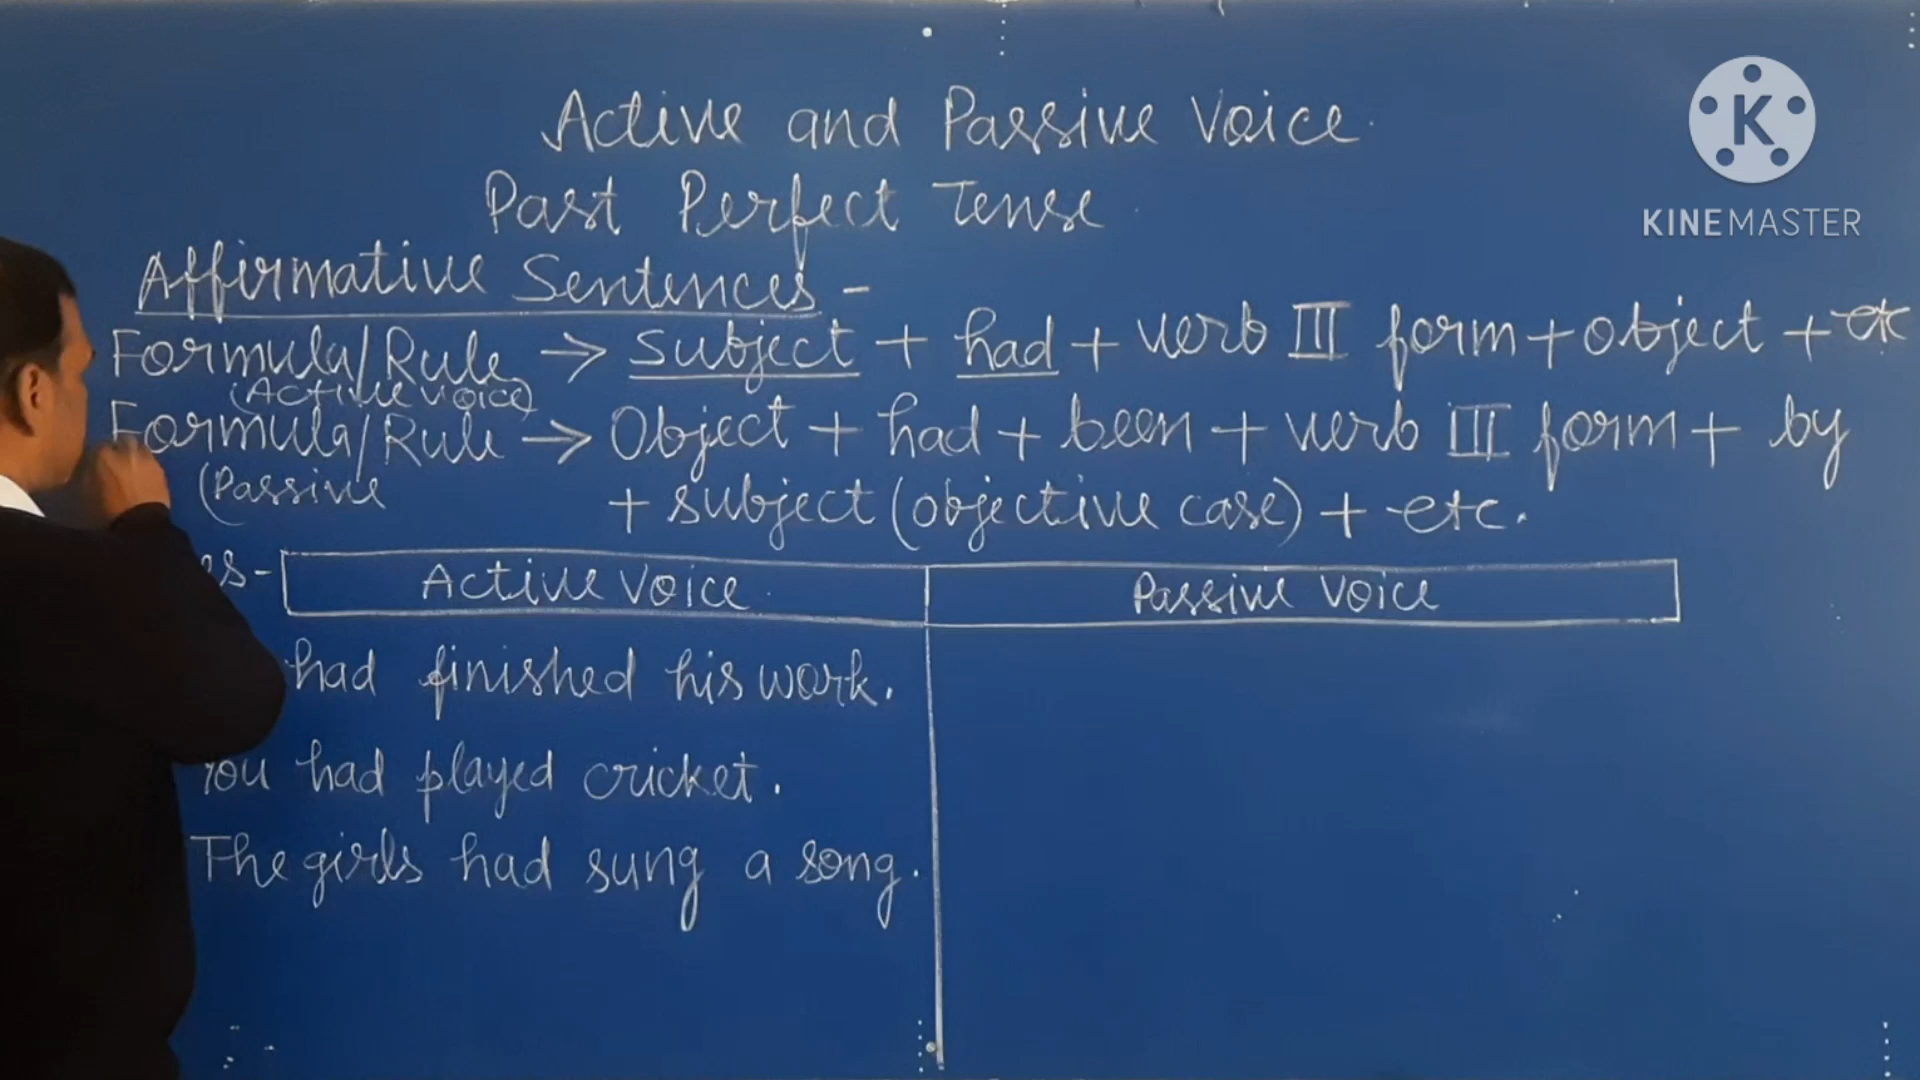 Active and Passive Voice.
Past Perfect Tense.
KINEMASTER
Affirmative Sentences -
Formula/Rule → Subject + had + verb III form + object + etc
(Active voice)
Formula/Rule → Object + had + been + verb III form + by
(Passive + subject (objective case) + etc.
es- Active Voice Passive Voice
had finished his work.
You had played cricket.
The girls had sung a song.